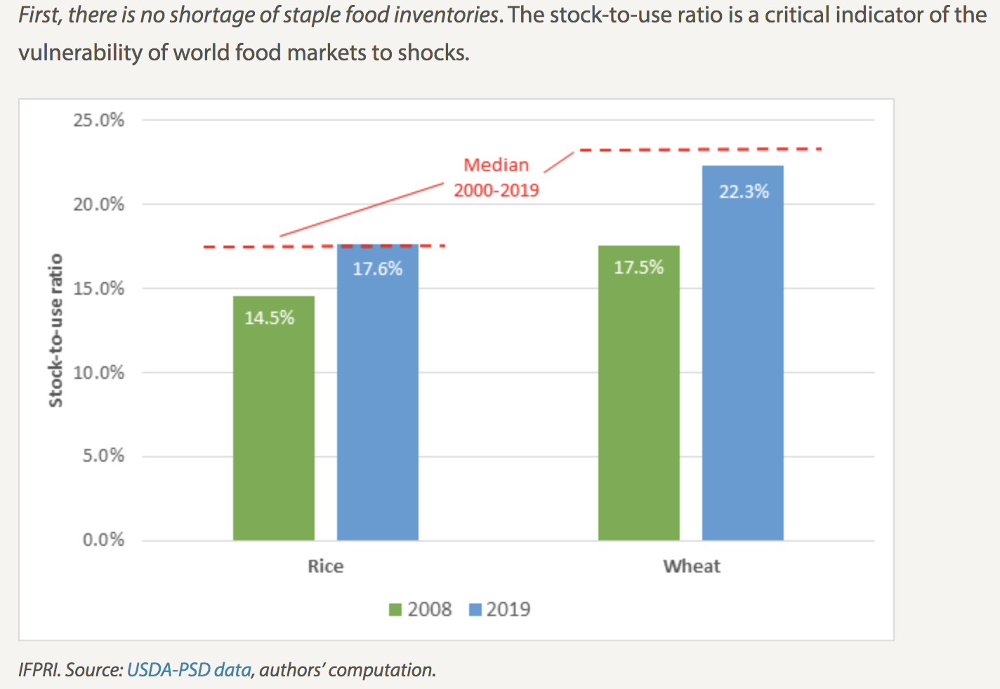 First, there is no shortage of staple food inventories. The stock-to-use ratio is a critical indicator of the
vulnerability of world food markets to shocks.
25.0%
20.0%
15.0%
10.0%
5.0%
0.0%
Stock-to-use ratio
Median
2000-2019
14.5%
17.6%
17.5%
22.3%
Rice
Wheat
2008
2019
IFPRI. Source: USDA-PSD data, authors’ computation.